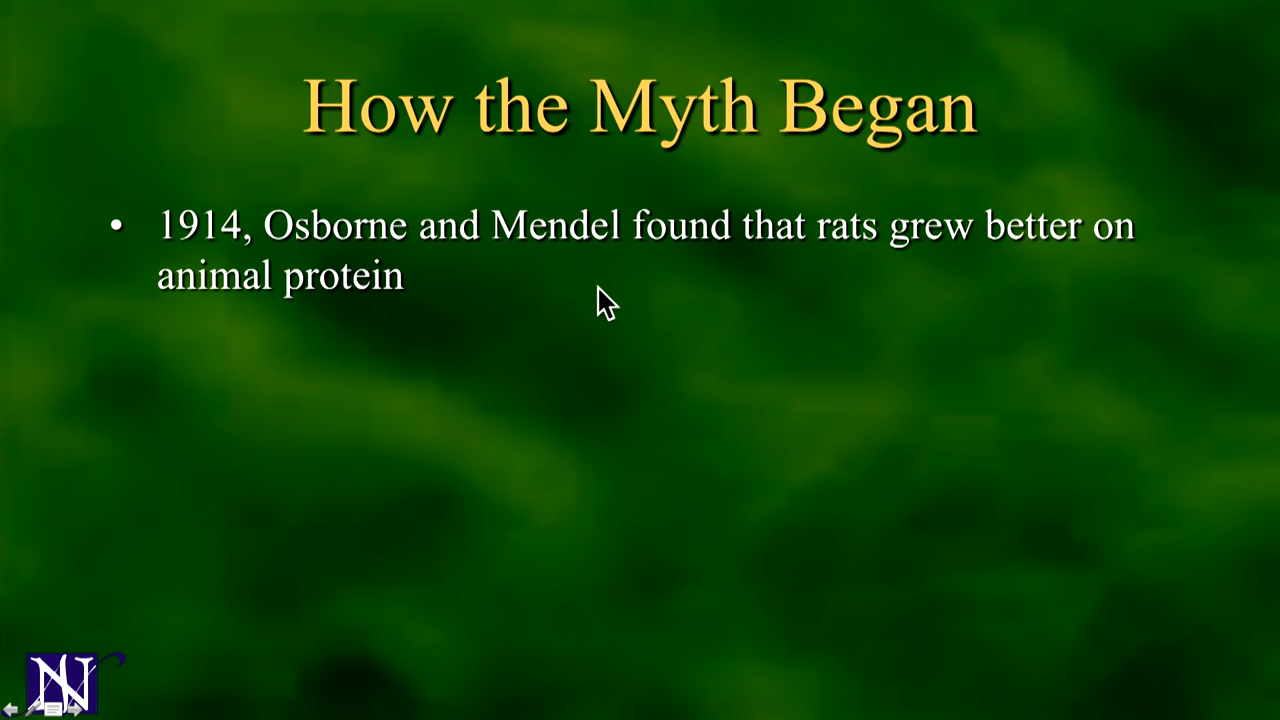 How the Myth Began
• 1914, Osborne and Mendel found that rats grew better on
animal protein